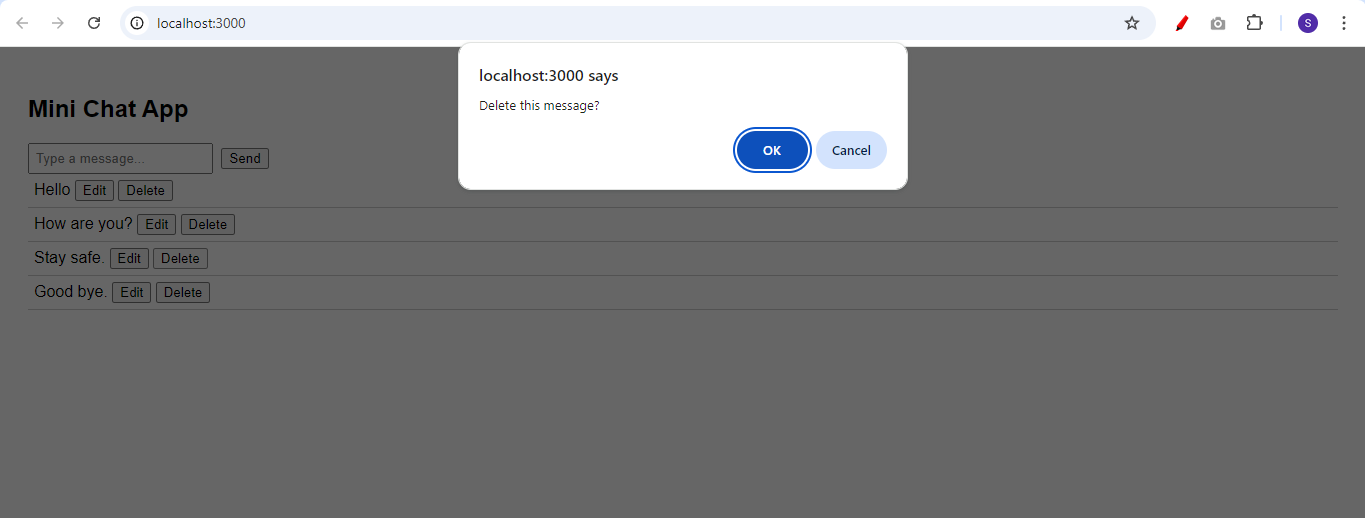 localhost:3000
S
localhost:3000 says
Delete this message?
OK Cancel
Mini Chat App
Type a message... Send
Hello Edit Delete
How are you? Edit Delete
Stay safe. Edit Delete
Good bye. Edit Delete